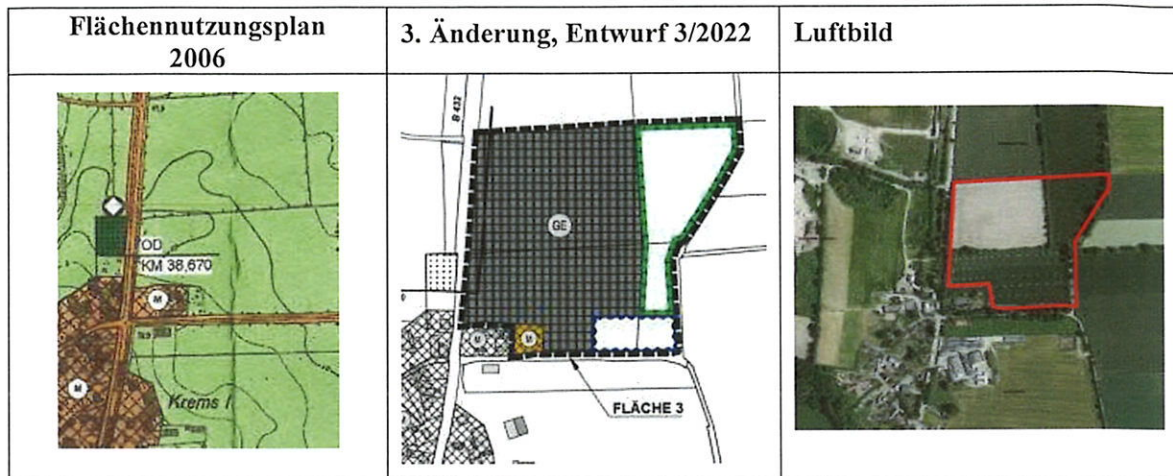 Flächennutzungsplan
2006
3. Änderung, Entwurf 3/2022
Luftbild
OD
KM 38,670
M
M
Krems I
B 432
GE
M
M
FLÄCHE 3